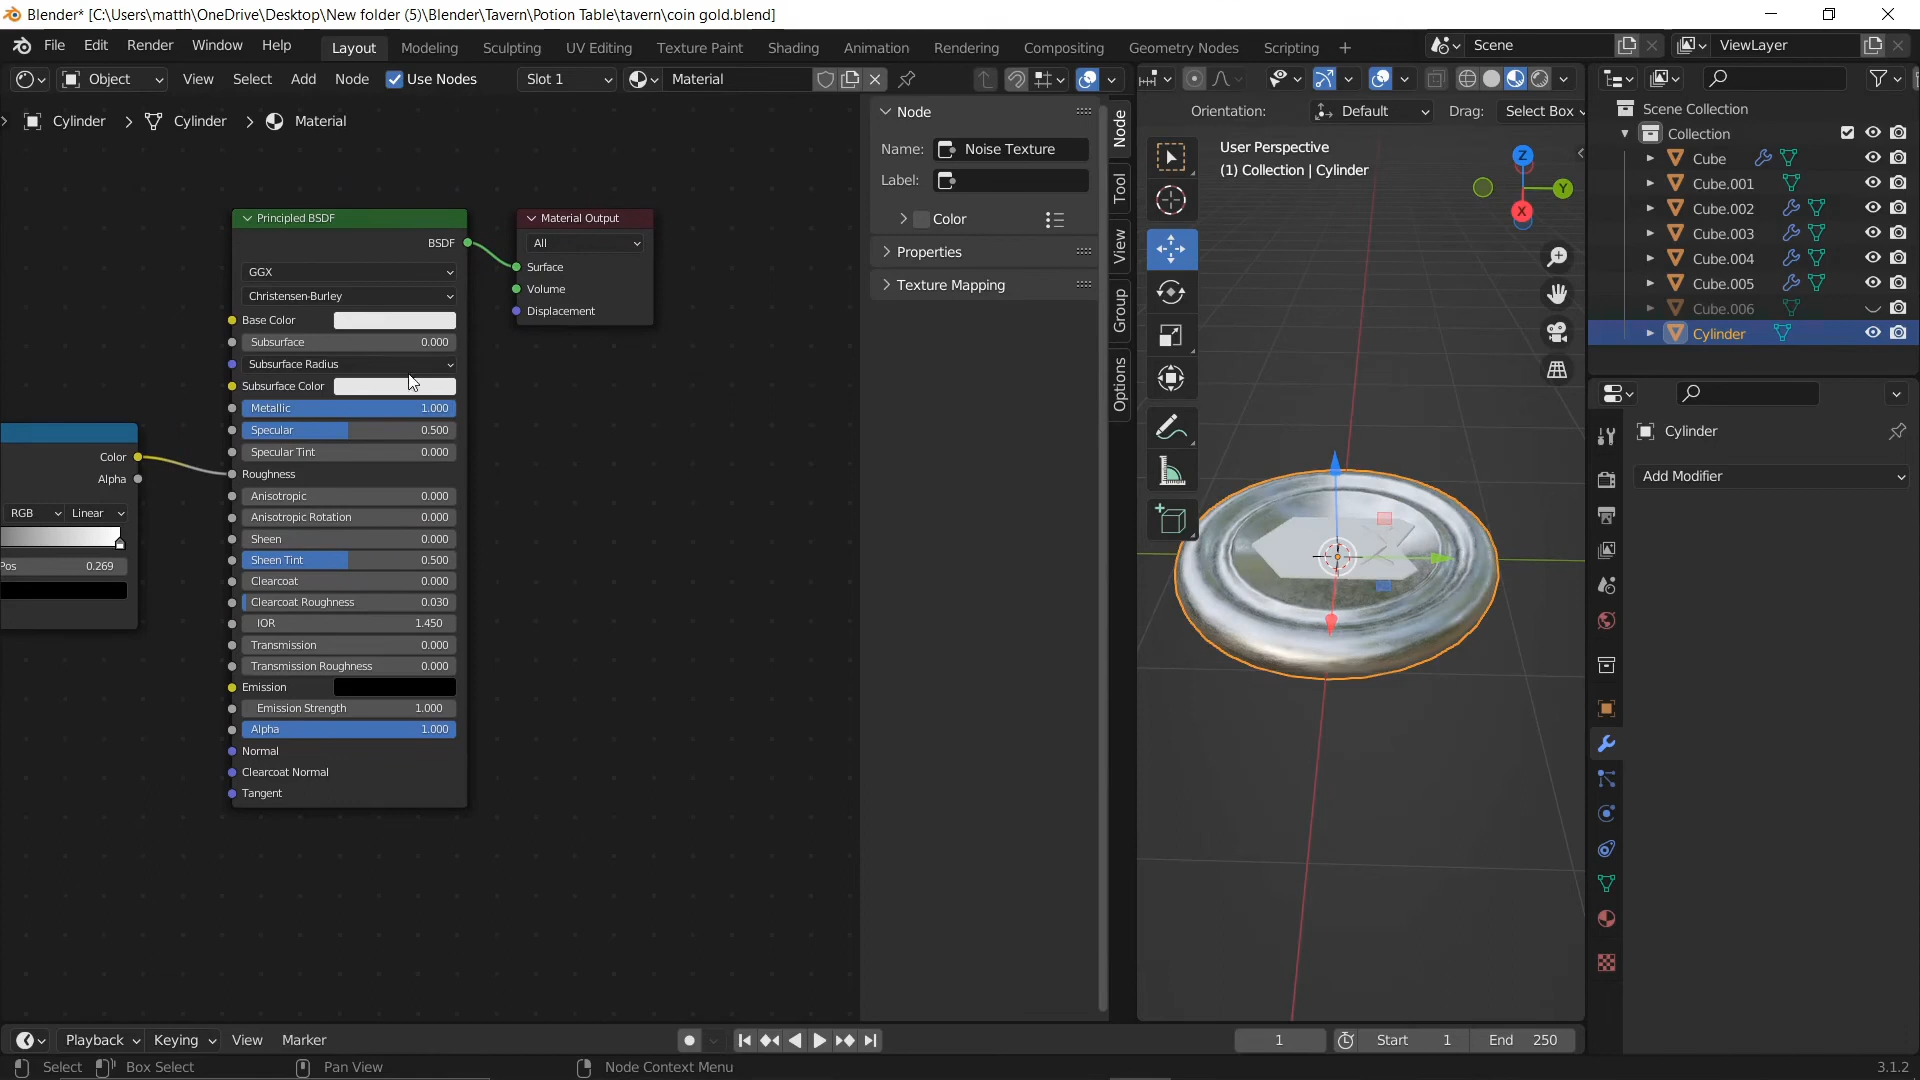 Blender* [C:\Users\matth\OneDrive\Desktop\New folder (5)\Blender\Tavern\Potion Table\tavern\coin gold.blend]
File Edit Render Window Help Layout Modeling Sculpting UV Editing Texture Paint Shading Animation Rendering Compositing Geometry Nodes Scripting + Scene ViewLayer
Object View Select Add Node Use Nodes Slot 1 Material
Orientation: Default Drag: Select Box
Cylinder > Cylinder > Material
Node
Name: Noise Texture
Label:
Color
Properties
Texture Mapping
Node
Tool
View
Group
Options
Principled BSDF
BSDF
GGX
Christensen-Burley
Base Color
Subsurface 0.000
Subsurface Radius
Subsurface Color
Metallic 1.000
Specular 0.500
Specular Tint 0.000
Roughness
Anisotropic 0.000
Anisotropic Rotation 0.000
Sheen 0.000
Sheen Tint 0.500
Clearcoat 0.000
Clearcoat Roughness 0.030
IOR 1.450
Transmission 0.000
Transmission Roughness 0.000
Emission
Emission Strength 1.000
Alpha 1.000
Normal
Clearcoat Normal
Tangent
Material Output
All
Surface
Volume
Displacement
Color
Alpha
RGB Linear
Pos 0.269
User Perspective
(1) Collection | Cylinder
Z
Y
X
Scene Collection
Collection
Cube
Cube.001
Cube.002
Cube.003
Cube.004
Cube.005
Cube.006
Cylinder
Cylinder
Add Modifier
Playback Keying View Marker 1 Start 1 End 250
Select Box Select Pan View Node Context Menu 3.1.2